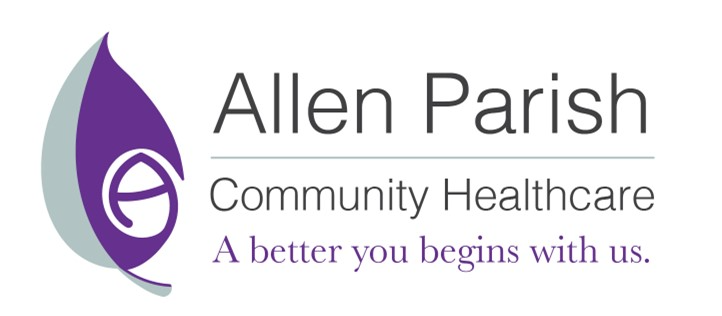 Allen Parish
Community Healthcare
A better you begins with us.